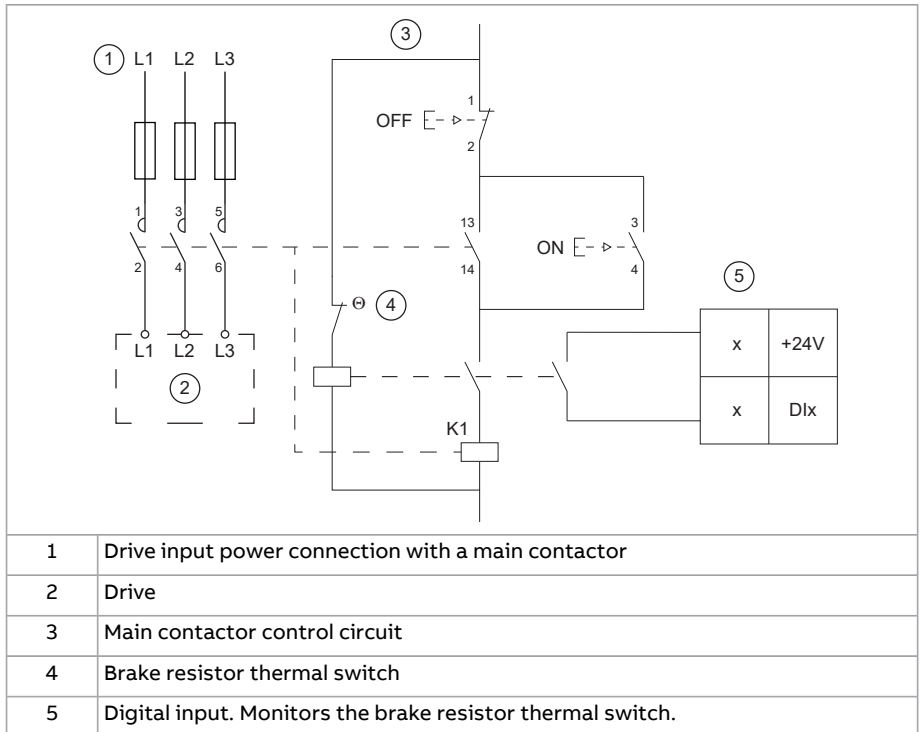 3
1 L1 L2 L3
1
OFF
2
1 3 5
13
3
ON
2 4 6
14
4
5
Θ 4
L1 L2 L3
x +24V
2
x DIx
K1
1 Drive input power connection with a main contactor
2 Drive
3 Main contactor control circuit
4 Brake resistor thermal switch
5 Digital input. Monitors the brake resistor thermal switch.